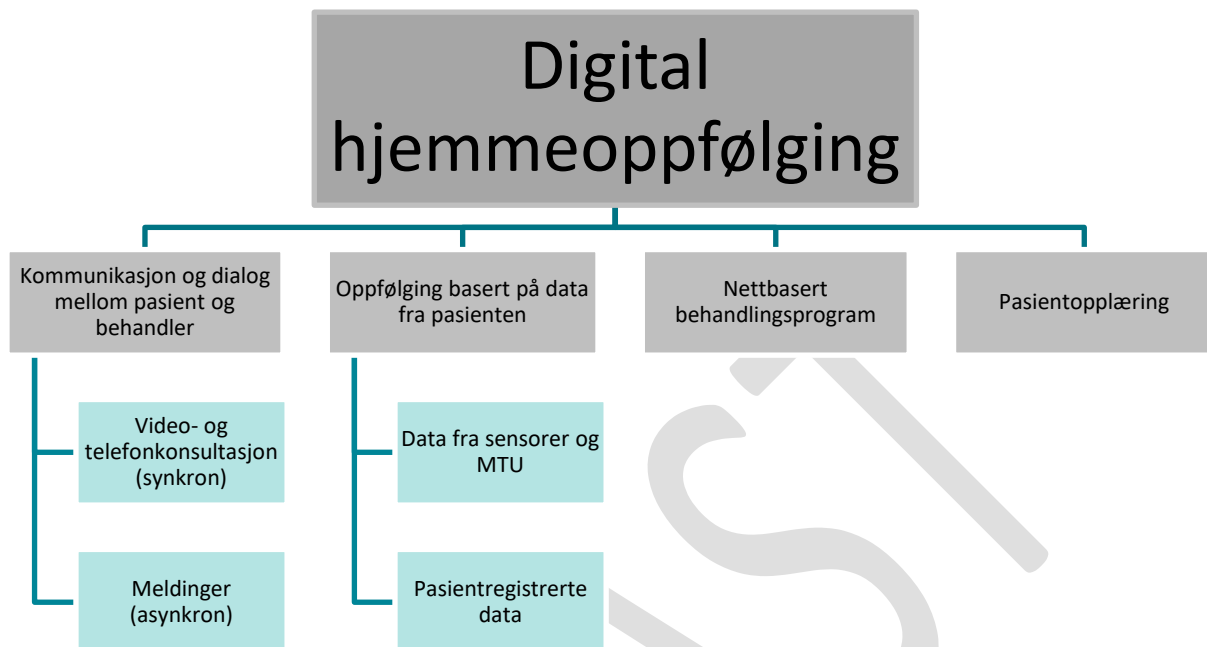 Digital
hjemmeoppfølging
Kommunikasjon og dialog
mellom pasient og
behandler
Oppfølging basert på data
fra pasienten
Nettbasert
behandlingsprogram
Pasientopplæring
Video- og
telefonkonsultasjon
(synkron)
Data fra sensorer og
MTU
Meldinger
(asynkron)
Pasientregistrerte
data